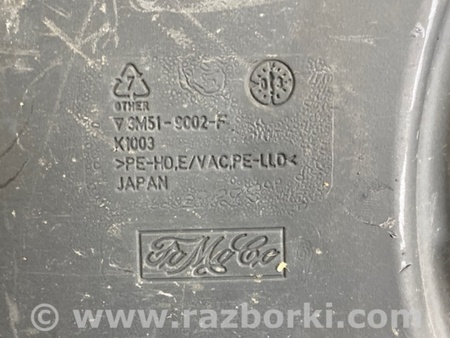 7
OTHER
3M51-9002-F
K1003
>PE-HD,E/VAC,PE-LLD<
JAPAN
FoMoCo
www.razborki.com